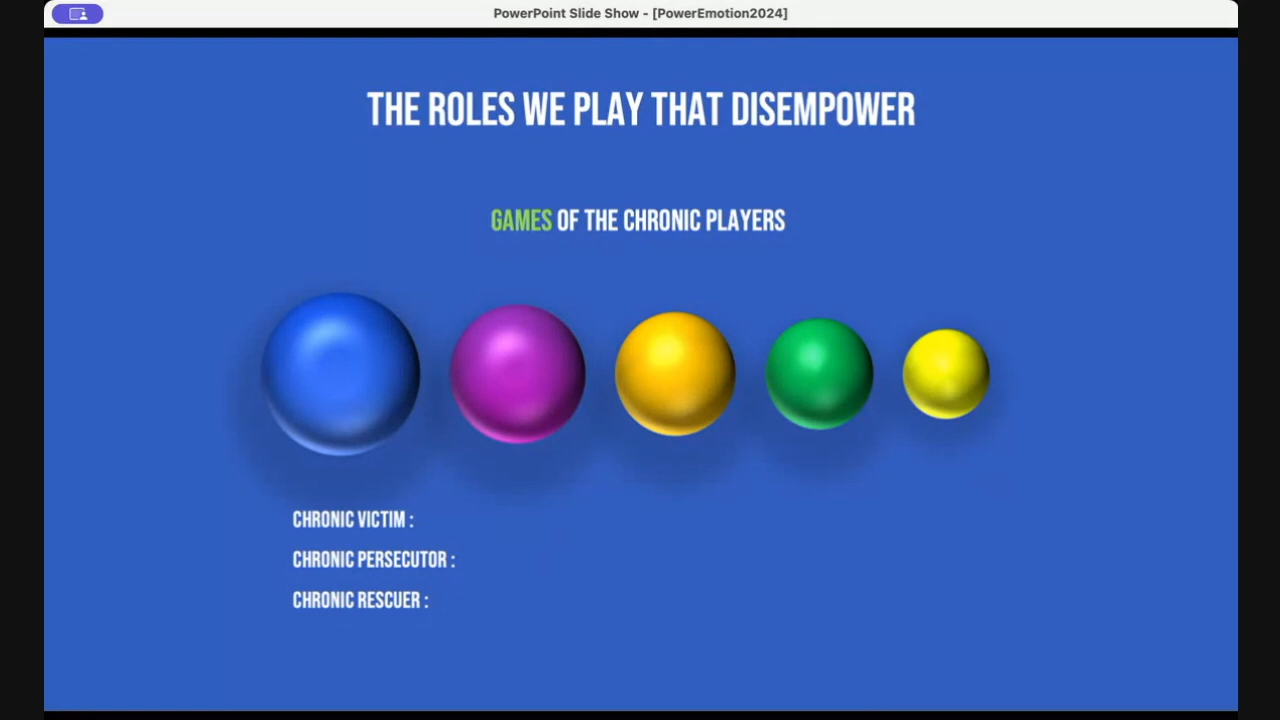 PowerPoint Slide Show - [PowerEmotion2024]
THE ROLES WE PLAY THAT DISEMPOWER
GAMES OF THE CHRONIC PLAYERS
CHRONIC VICTIM :
CHRONIC PERSECUTOR :
CHRONIC RESCUER :